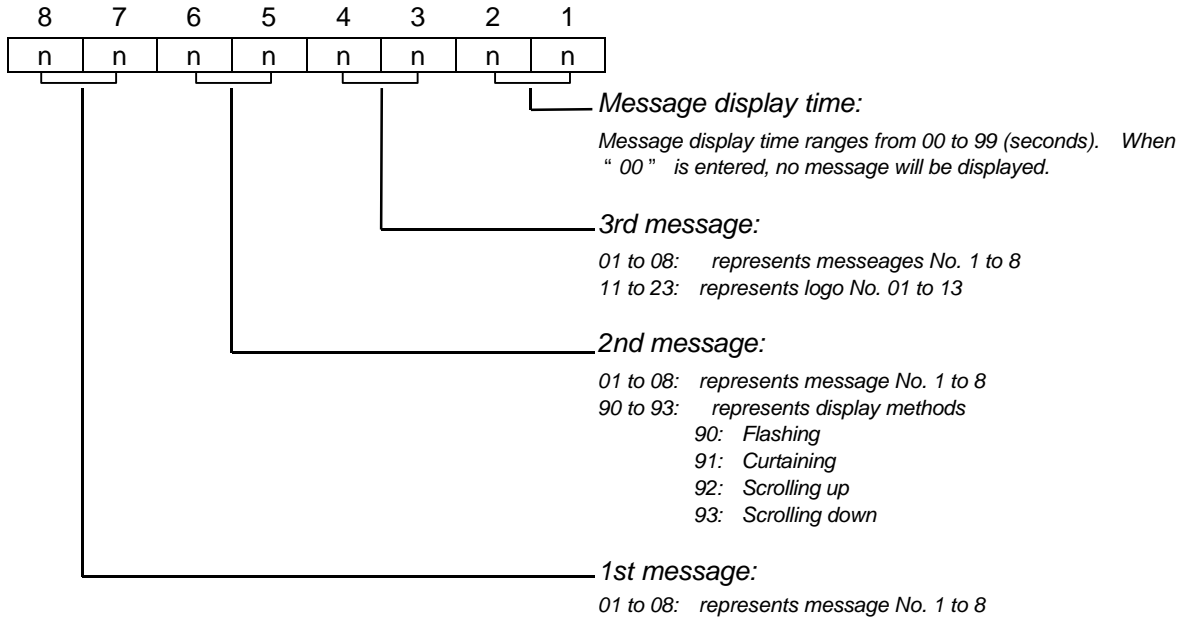 8 7 6 5 4 3 2 1
n n n n n n n n
Message display time:
Message display time ranges from 00 to 99 (seconds). When
“ 00 ” is entered, no message will be displayed.
3rd message:
01 to 08: represents messeages No. 1 to 8
11 to 23: represents logo No. 01 to 13
2nd message:
01 to 08: represents message No. 1 to 8
90 to 93: represents display methods
90: Flashing
91: Curtaining
92: Scrolling up
93: Scrolling down
1st message:
01 to 08: represents message No. 1 to 8